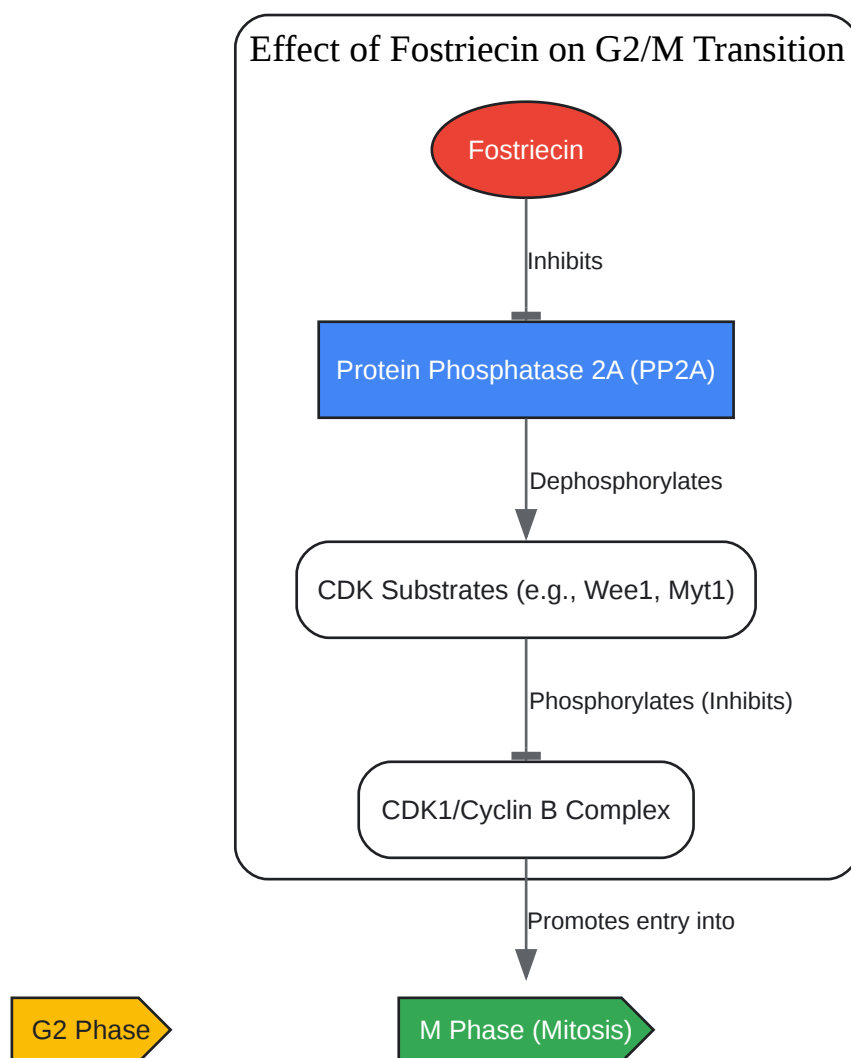 Effect of Fostriecin on G2/M Transition
Fostriecin
Inhibits
Protein Phosphatase 2A (PP2A)
Dephosphorylates
CDK Substrates (e.g., Wee1, Myt1)
Phosphorylates (Inhibits)
CDK1/Cyclin B Complex
Promotes entry into
G2 Phase
M Phase (Mitosis)